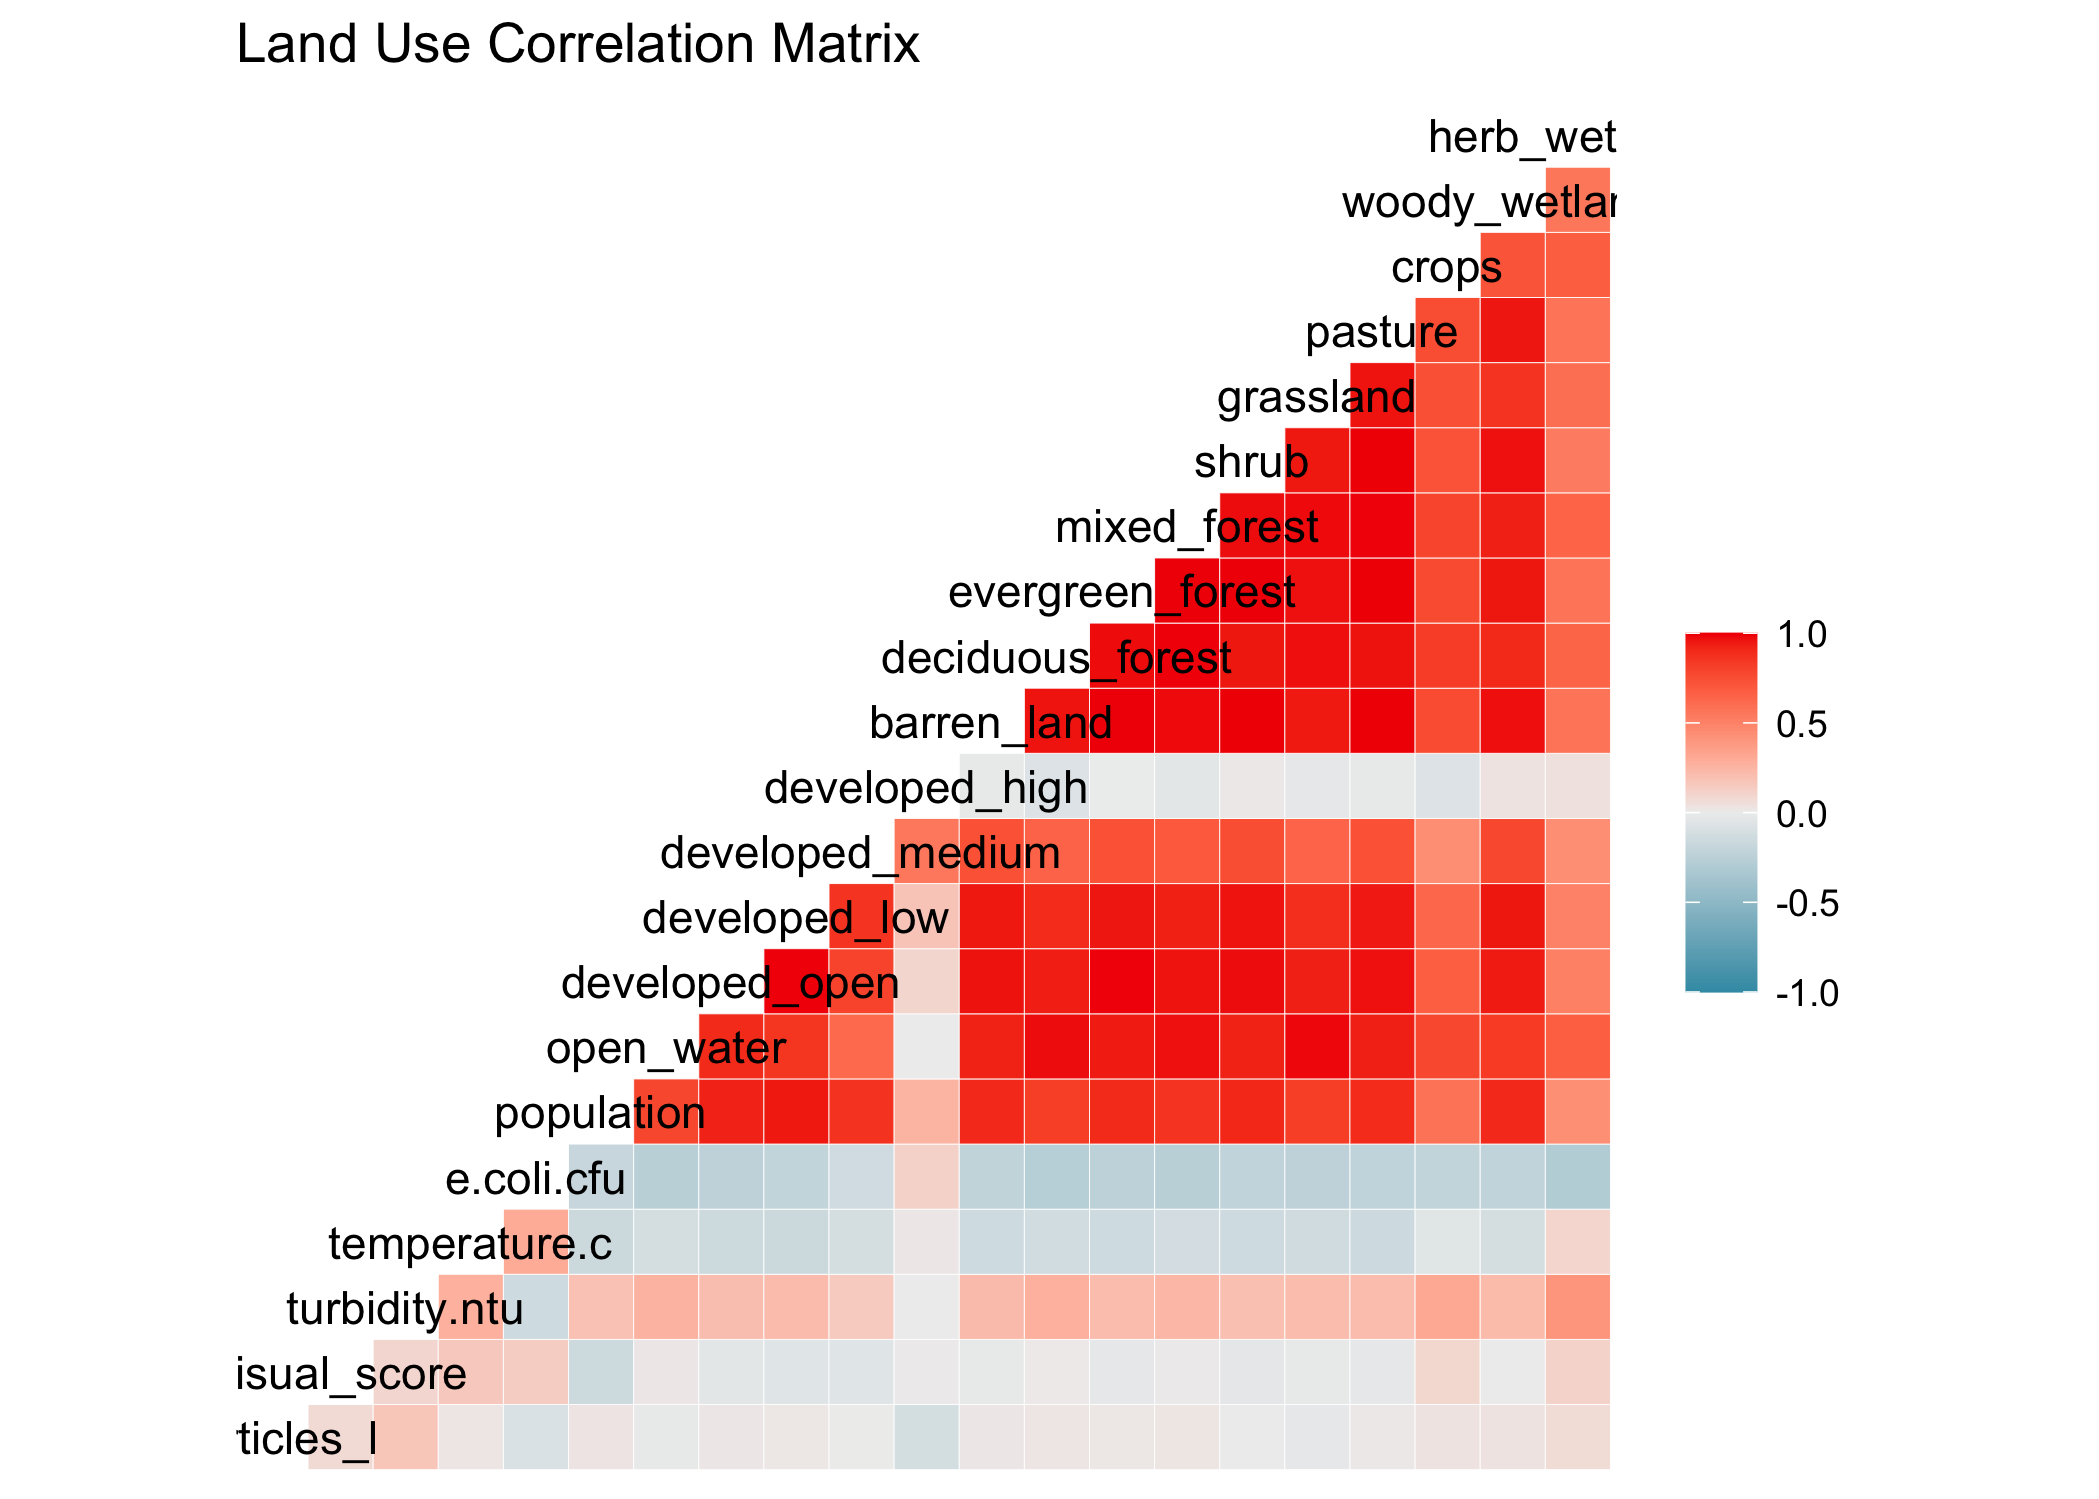 Land Use Correlation Matrix
herb_wet
woody_wetlar
crops
pasture
grassland
shrub
mixed_forest
evergreen_forest
deciduous_forest
barren_land
developed_high
developed_medium
developed_low
developed_open
open_water
population
e.coli.cfu
temperature.c
turbidity.ntu
isual_score
ticles_l
1.0
0.5
0.0
-0.5
-1.0